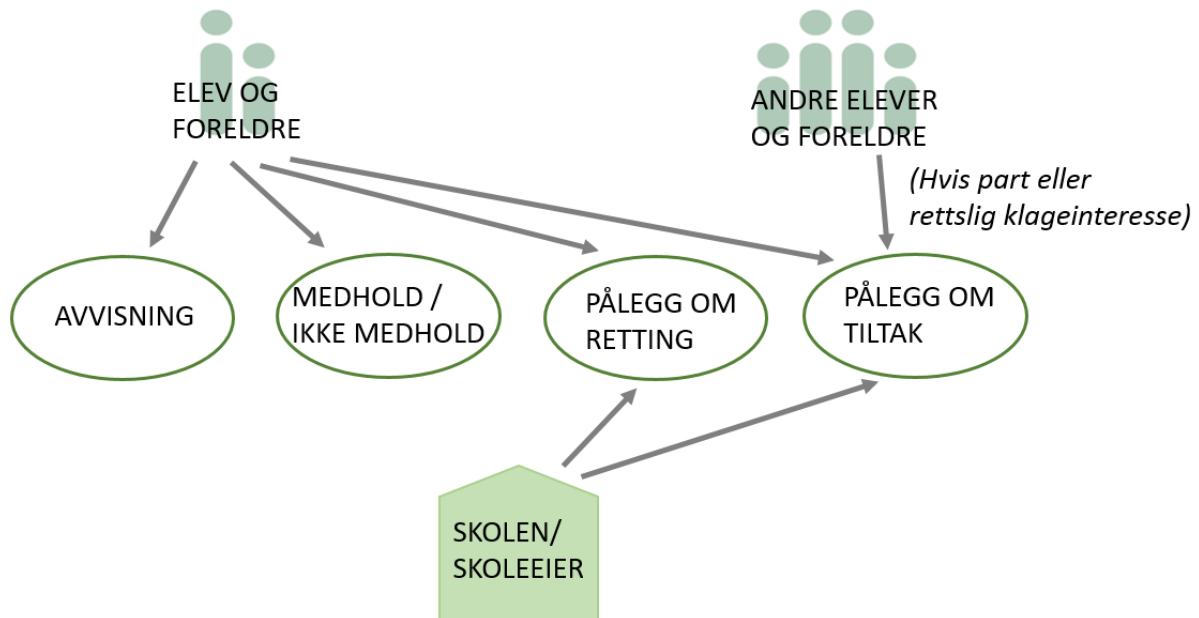 ELEV OG
FORELDRE
ANDRE ELEVER
OG FORELDRE
(Hvis part eller
rettslig klageinteresse)
AVVISNING
MEDHOLD /
IKKE MEDHOLD
PÅLEGG OM
RETTING
PÅLEGG OM
TILTAK
SKOLEN/
SKOLEEIER